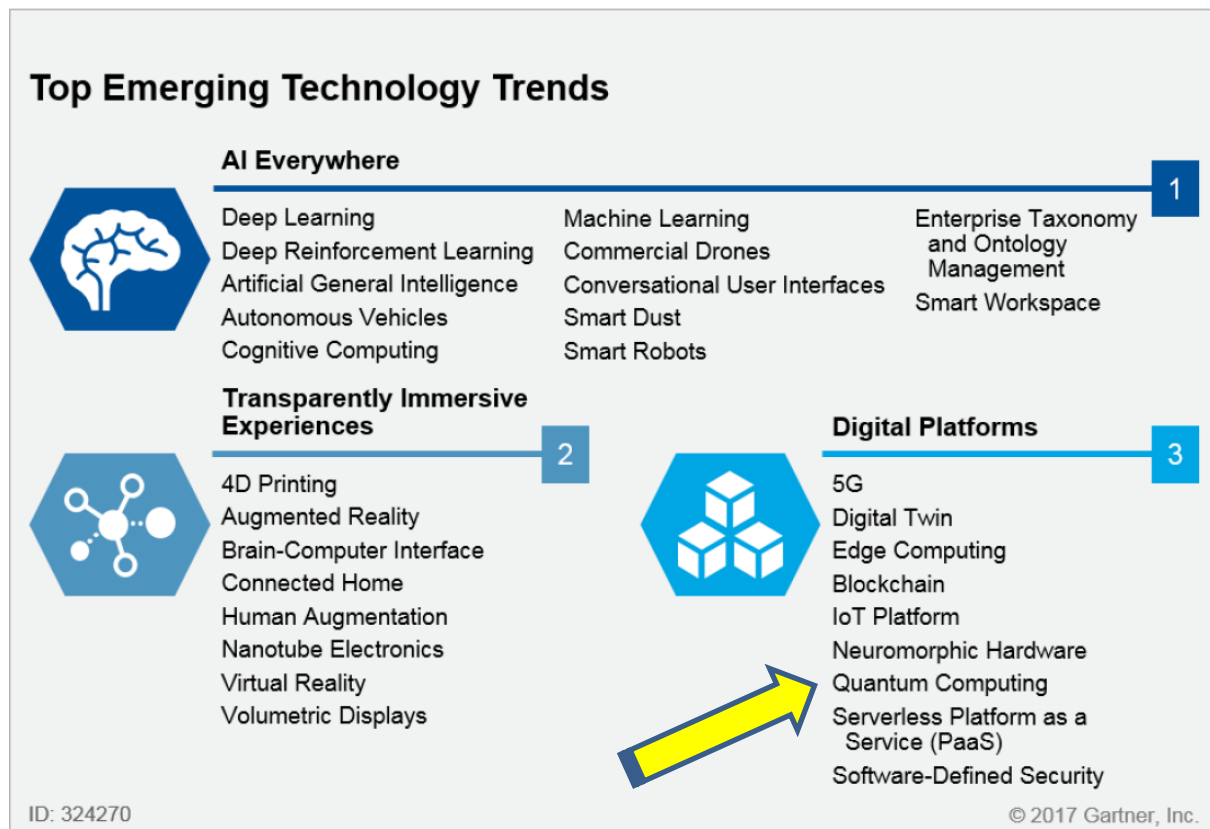 Top Emerging Technology Trends
AI Everywhere
1
Deep Learning
Deep Reinforcement Learning
Artificial General Intelligence
Autonomous Vehicles
Cognitive Computing
Machine Learning
Commercial Drones
Conversational User Interfaces
Smart Dust
Smart Robots
Enterprise Taxonomy
and Ontology
Management
Smart Workspace
Transparently Immersive
Experiences
2
4D Printing
Augmented Reality
Brain-Computer Interface
Connected Home
Human Augmentation
Nanotube Electronics
Virtual Reality
Volumetric Displays
Digital Platforms
3
5G
Digital Twin
Edge Computing
Blockchain
IoT Platform
Neuromorphic Hardware
Quantum Computing
Serverless Platform as a
Service (PaaS)
Software-Defined Security
ID: 324270
© 2017 Gartner, Inc.